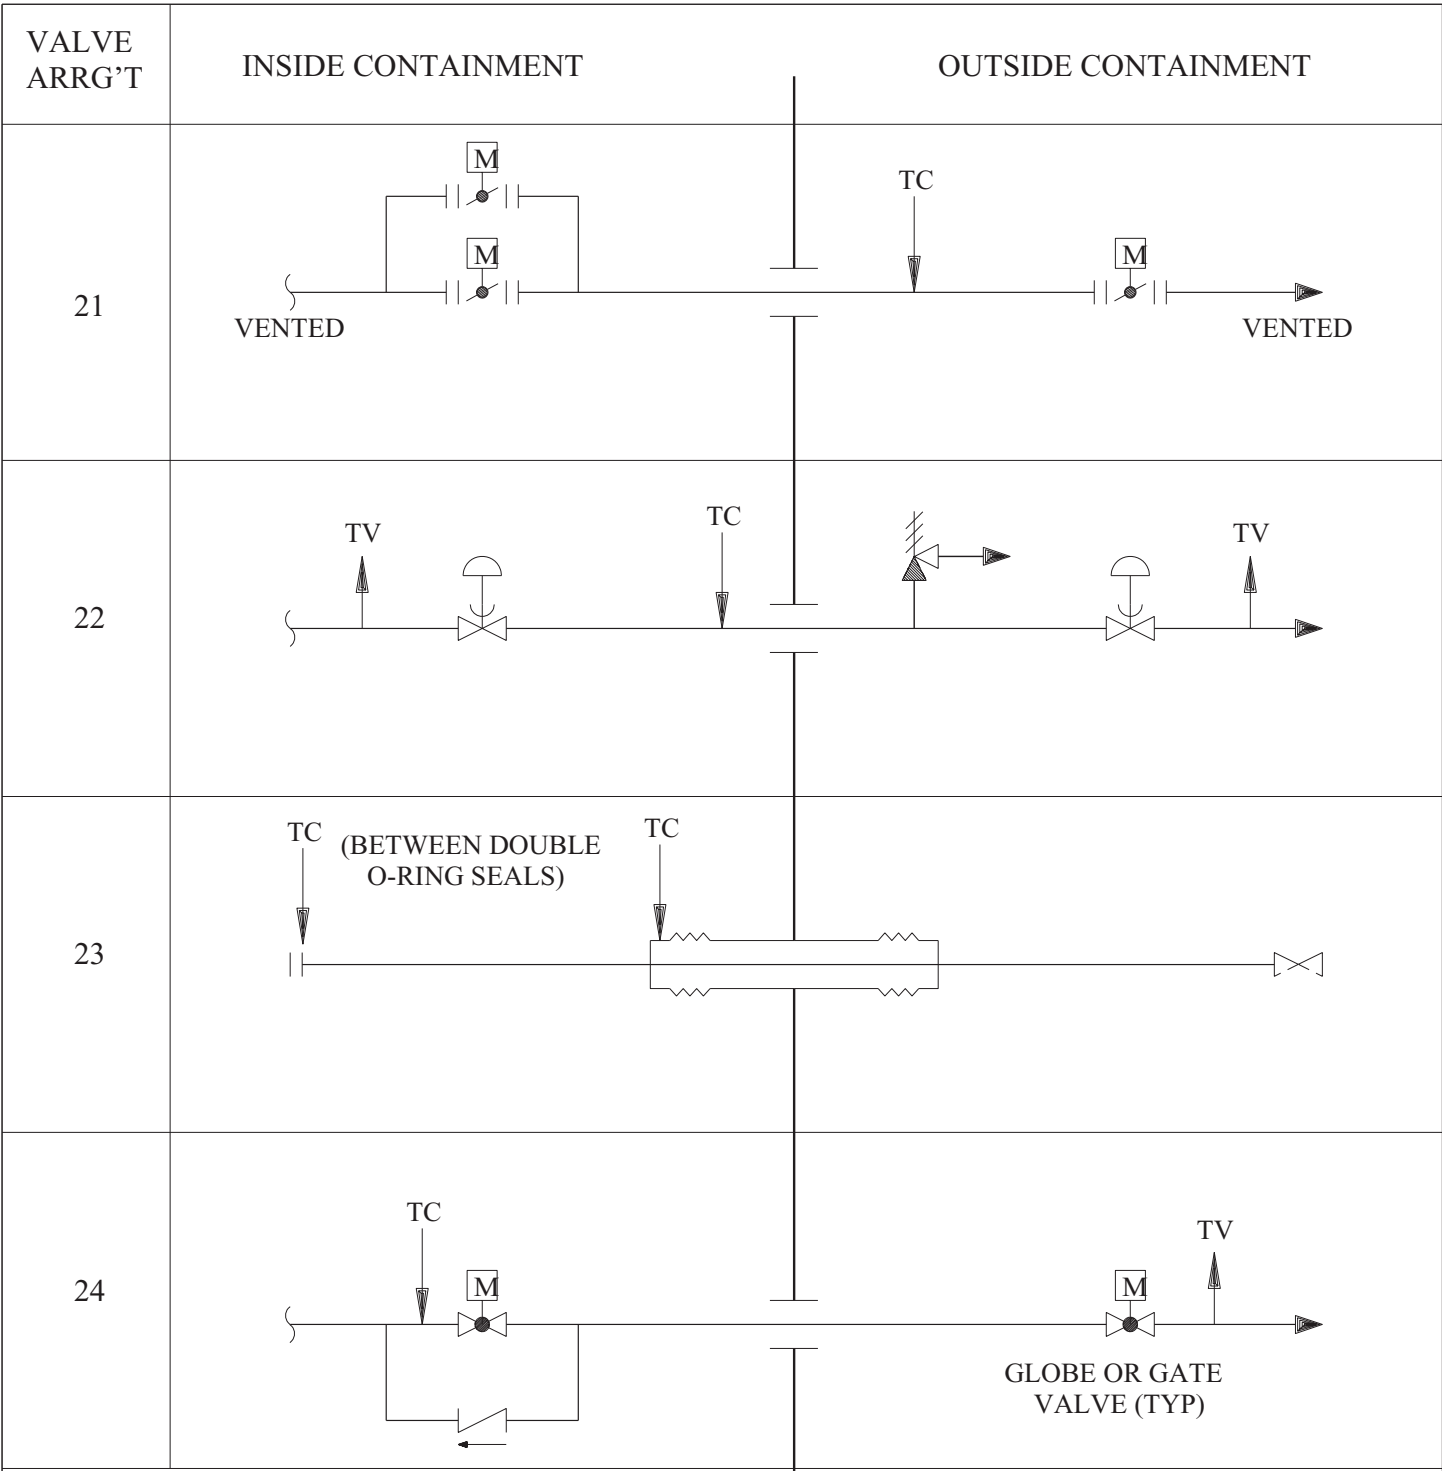 VALVE
ARRG'T
INSIDE CONTAINMENT
OUTSIDE CONTAINMENT
21
M
M
VENTED
TC
M
VENTED
22
TV
TC
TV
23
TC
(BETWEEN DOUBLE
O-RING SEALS)
TC
24
TC
M
M
TV
GLOBE OR GATE
VALVE (TYP)